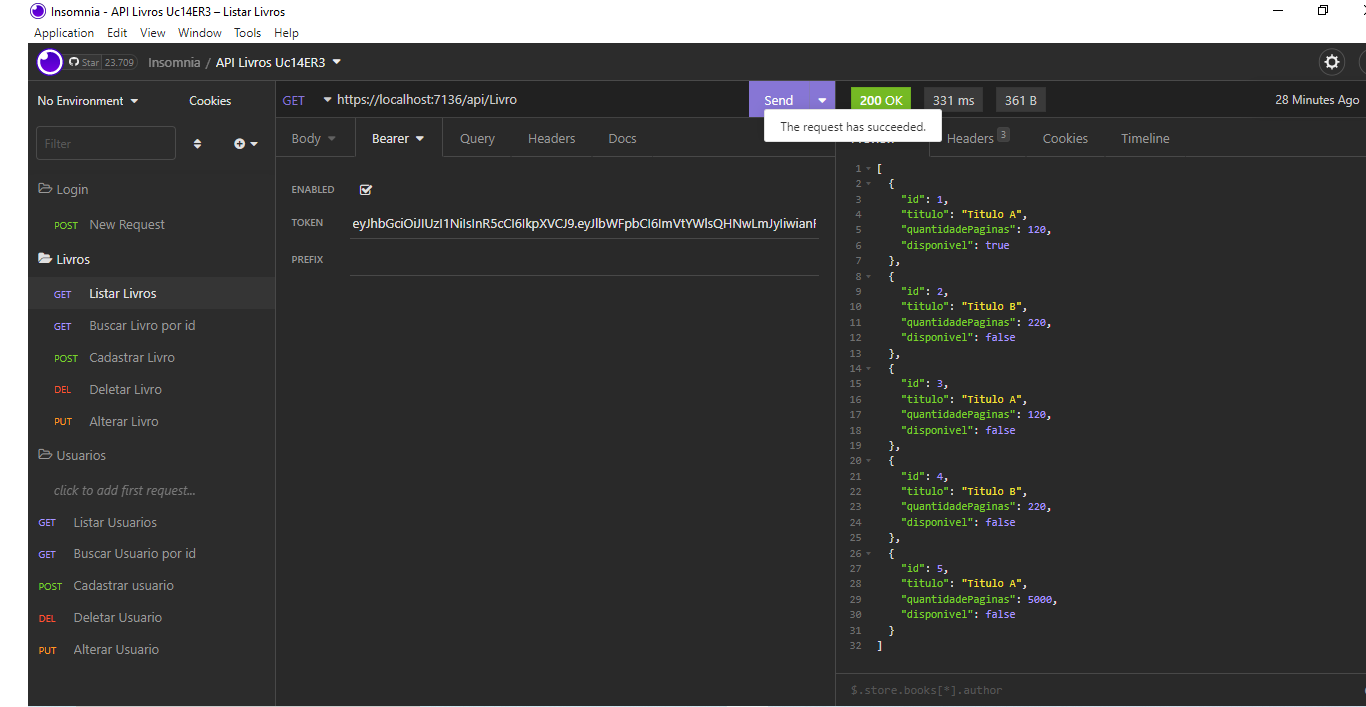 Insomnia - API Livros Uc14ER3 – Listar Livros
Application Edit View Window Tools Help
Star 23.709 Insomnia / API Livros Uc14ER3
No Environment Cookies
GET https://localhost:7136/api/Livro Send 200 OK 331 ms 361 B 28 Minutes Ago
The request has succeeded.
Filter
Body Bearer Query Headers Docs
Preview Headers 3 Cookies Timeline
Login
POST New Request
Livros
GET Listar Livros
GET Buscar Livro por id
POST Cadastrar Livro
DEL Deletar Livro
PUT Alterar Livro
Usuarios
click to add first request...
GET Listar Usuarios
GET Buscar Usuario por id
POST Cadastrar usuario
DEL Deletar Usuario
PUT Alterar Usuario
ENABLED
TOKEN
PREFIX
1 [
2 {
3 "id": 1,
4 "titulo": "Título A",
5 "quantidadePaginas": 120,
6 "disponivel": true
7 },
8 {
9 "id": 2,
10 "titulo": "Título B",
11 "quantidadePaginas": 220,
12 "disponivel": false
13 },
14 {
15 "id": 3,
16 "titulo": "Título A",
17 "quantidadePaginas": 120,
18 "disponivel": false
19 },
20 {
21 "id": 4,
22 "titulo": "Título B",
23 "quantidadePaginas": 220,
24 "disponivel": false
25 },
26 {
27 "id": 5,
28 "titulo": "Título A",
29 "quantidadePaginas": 5000,
30 "disponivel": false
31 }
32 ]
$.store.books[*].author